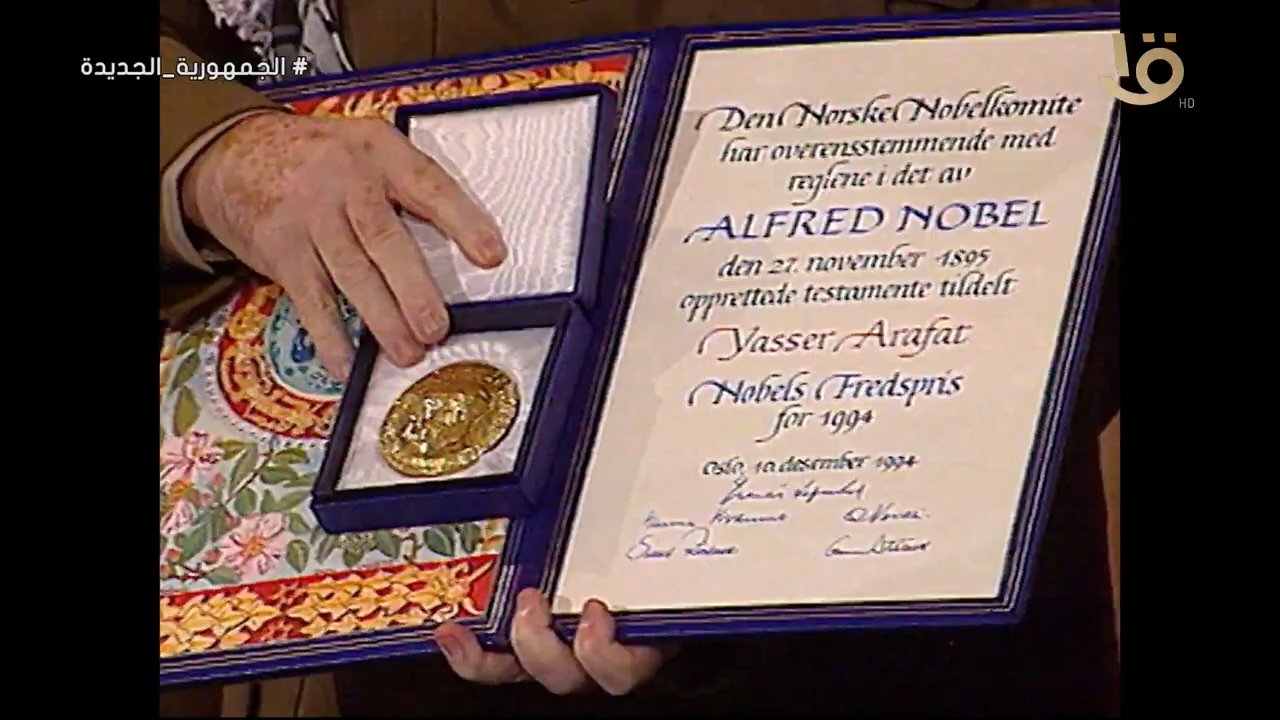 # الجمهورية_الجديدة
HD
Den Norske Nobelkomite
har overensstemmende med
reglene i det av
ALFRED NOBEL
den 27. november 1895
opprettede testamente tildelt
Yasser Arafat
Nobels Fredspris
for 1994
Oslo, 10. desember 1994